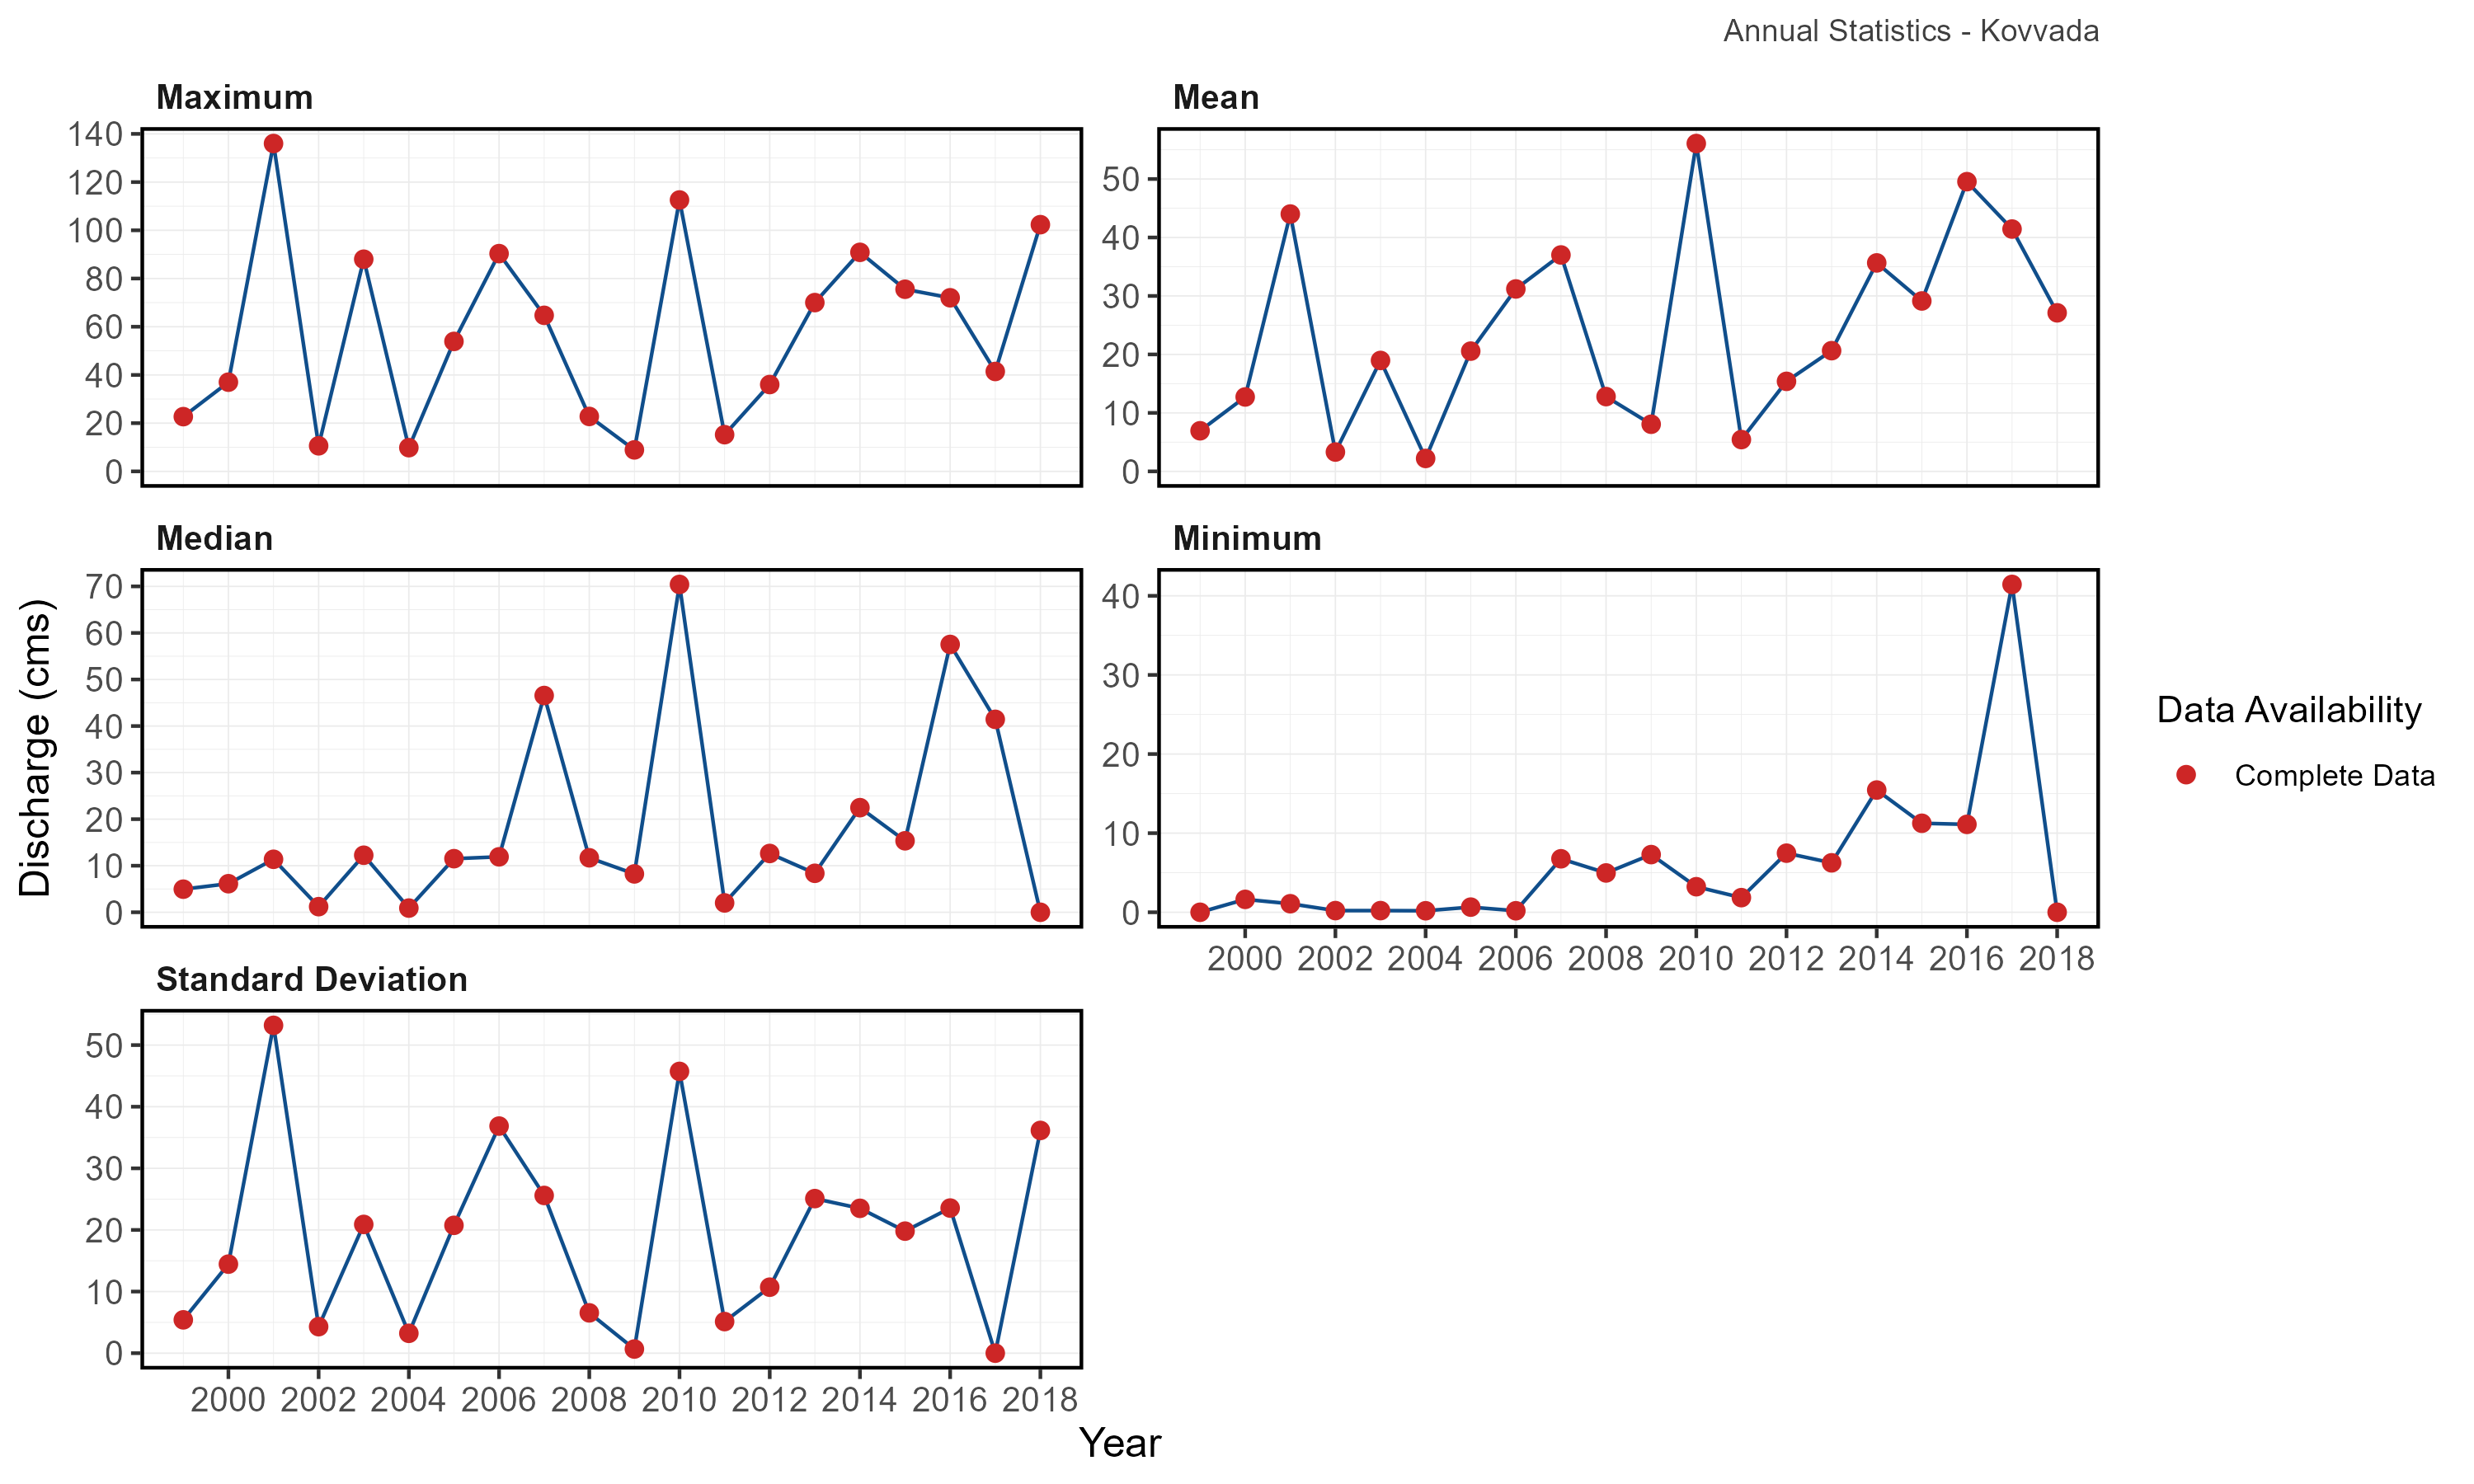 Annual Statistics - Kovvada
Maximum
140
120
100
80
60
40
20
0
Mean
50
40
30
20
10
0
Discharge (cms)
Median
70
60
50
40
30
20
10
0
Minimum
40
30
20
10
0
2000 2002 2004 2006 2008 2010 2012 2014 2016 2018
Standard Deviation
50
40
30
20
10
0
2000 2002 2004 2006 2008 2010 2012 2014 2016 2018
Year
Data Availability
Complete Data